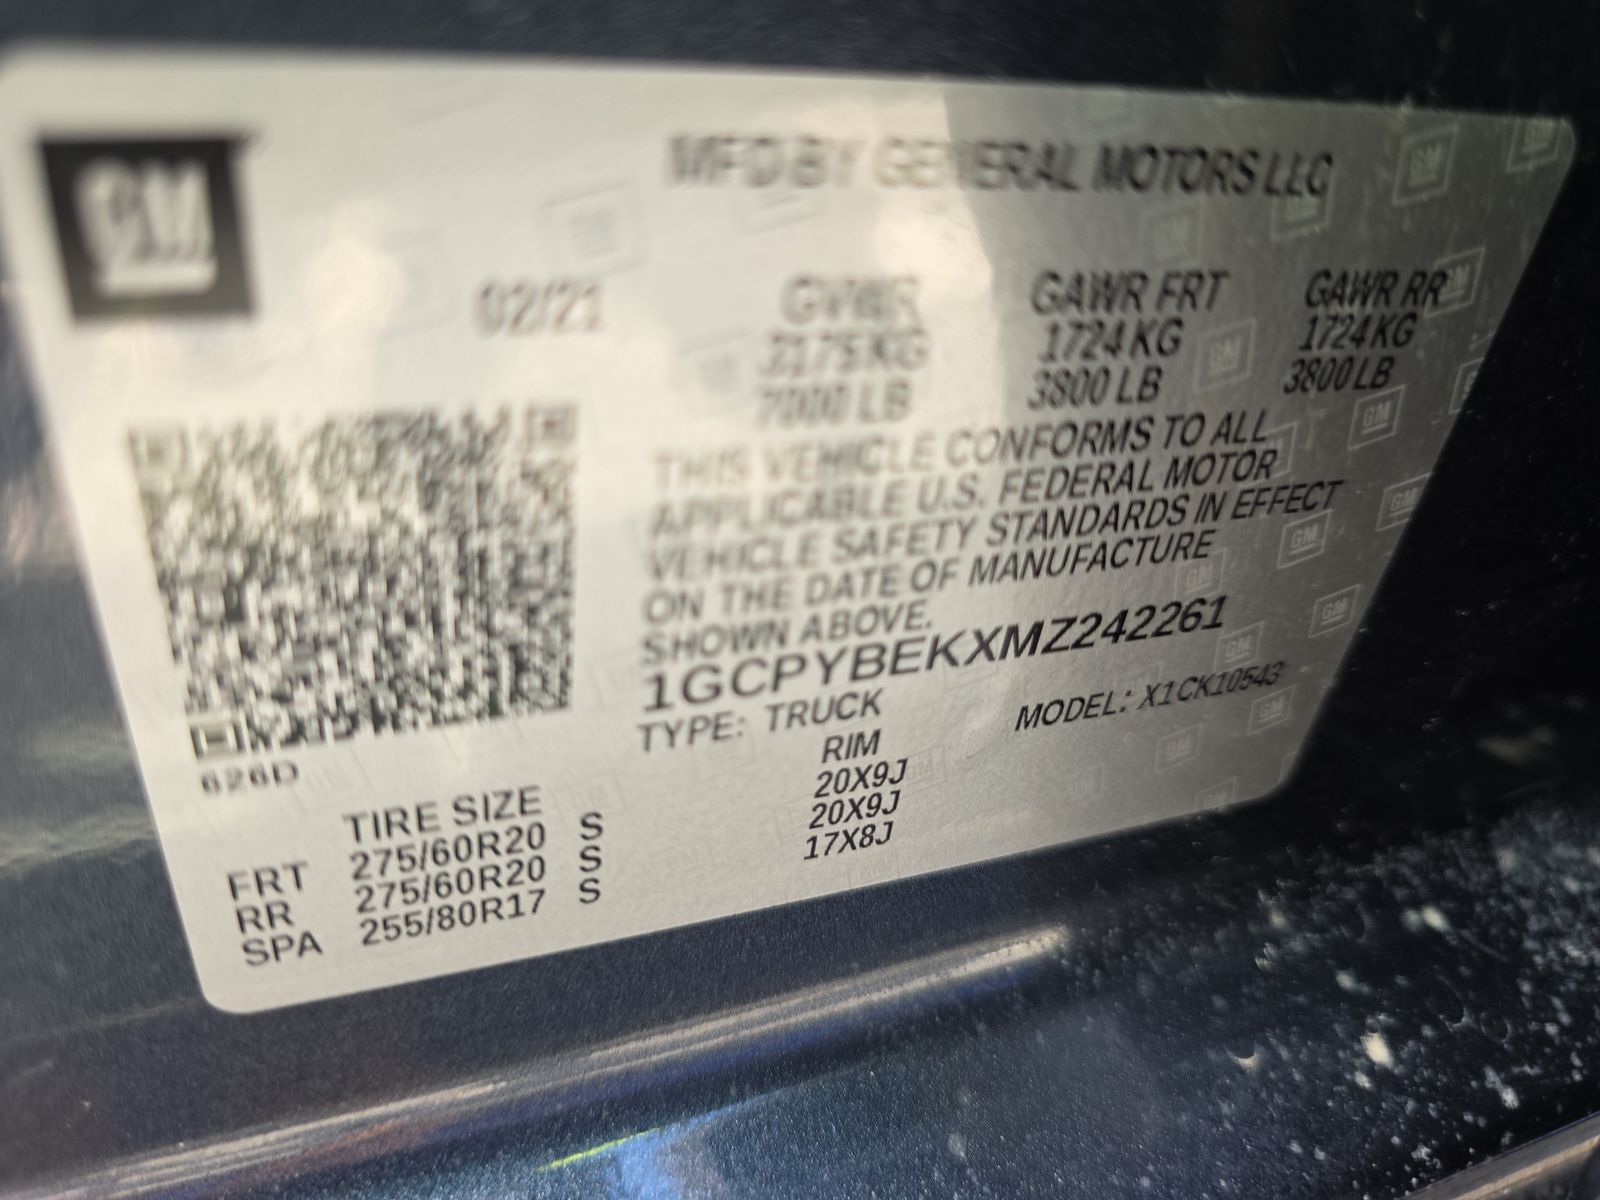 GM
MFD BY GENERAL MOTORS LLC
02/21
GVWR GAWR FRT GAWR RR
3175KG 1724KG 1724KG
7000 LB 3800 LB 3800 LB
THIS VEHICLE CONFORMS TO ALL
APPLICABLE U.S. FEDERAL MOTOR
VEHICLE SAFETY STANDARDS IN EFFECT
ON THE DATE OF MANUFACTURE
SHOWN ABOVE.
1GCPYBEKXMZ242261
TYPE: TRUCK MODEL: X1CK10543
626D
TIRE SIZE RIM
FRT 275/60R20 S 20X9J
RR 275/60R20 S 20X9J
SPA 255/80R17 S 17X8J